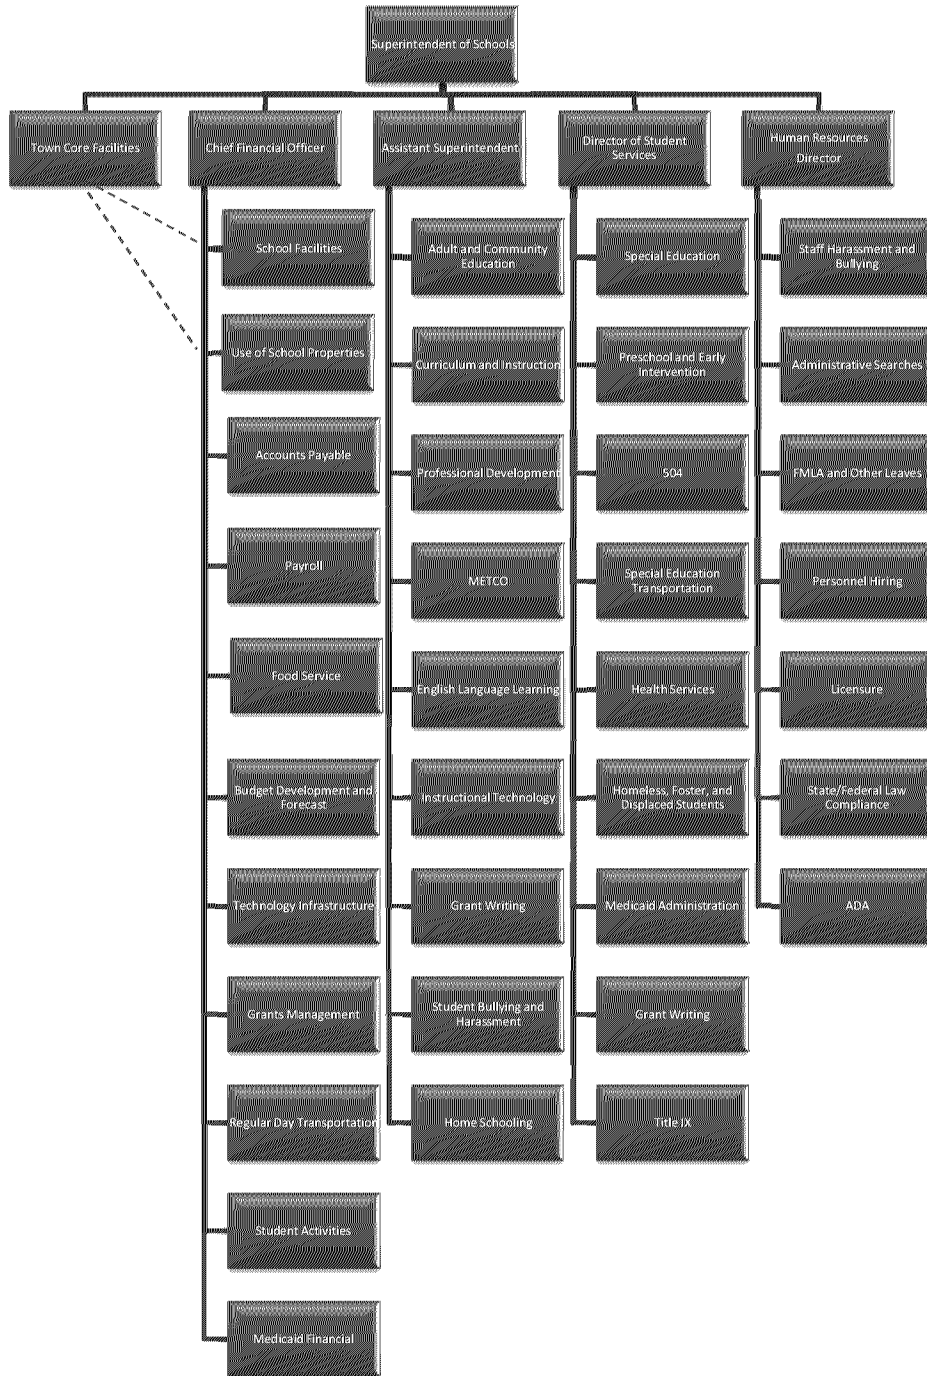 Superintendent of Schools
Town Core Facilities
Chief Financial Officer
Assistant Superintendent
Director of Student
Services
Human Resources
Director
School Facilities
Use of School Properties
Accounts Payable
Payroll
Food Service
Budget Development and
Forecast
Technology Infrastructure
Grants Management
Regular Day Transportation
Student Activities
Medicaid Financial
Adult and Community
Education
Curriculum and Instruction
Professional Development
METCO
English Language Learning
Instructional Technology
Grant Writing
Student Bullying and
Harassment
Home Schooling
Special Education
Preschool and Early
Intervention
504
Special Education
Transportation
Health Services
Homeless, Foster, and
Displaced Students
Medicaid Administration
Grant Writing
Title IX
Staff Harassment and
Bullying
Administrative Searches
FMLA and Other Leaves
Personnel Hiring
Licensure
State/Federal Law
Compliance
ADA